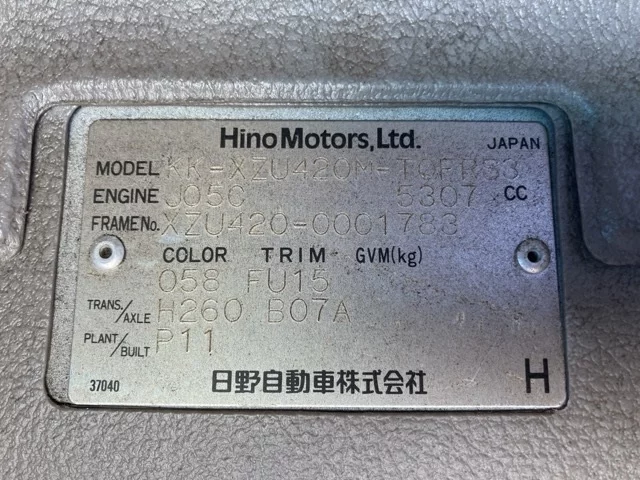 Hino Motors, Ltd. JAPAN
MODEL KK-XZU420M-TQFPS3
ENGINE J05C 5307 CC
FRAME No. XZU420-0001783
COLOR TRIM GVM(kg)
058 FU15
TRANS./AXLE H260 B07A
PLANT/BUILT P11
37040 日野自動車株式会社 H